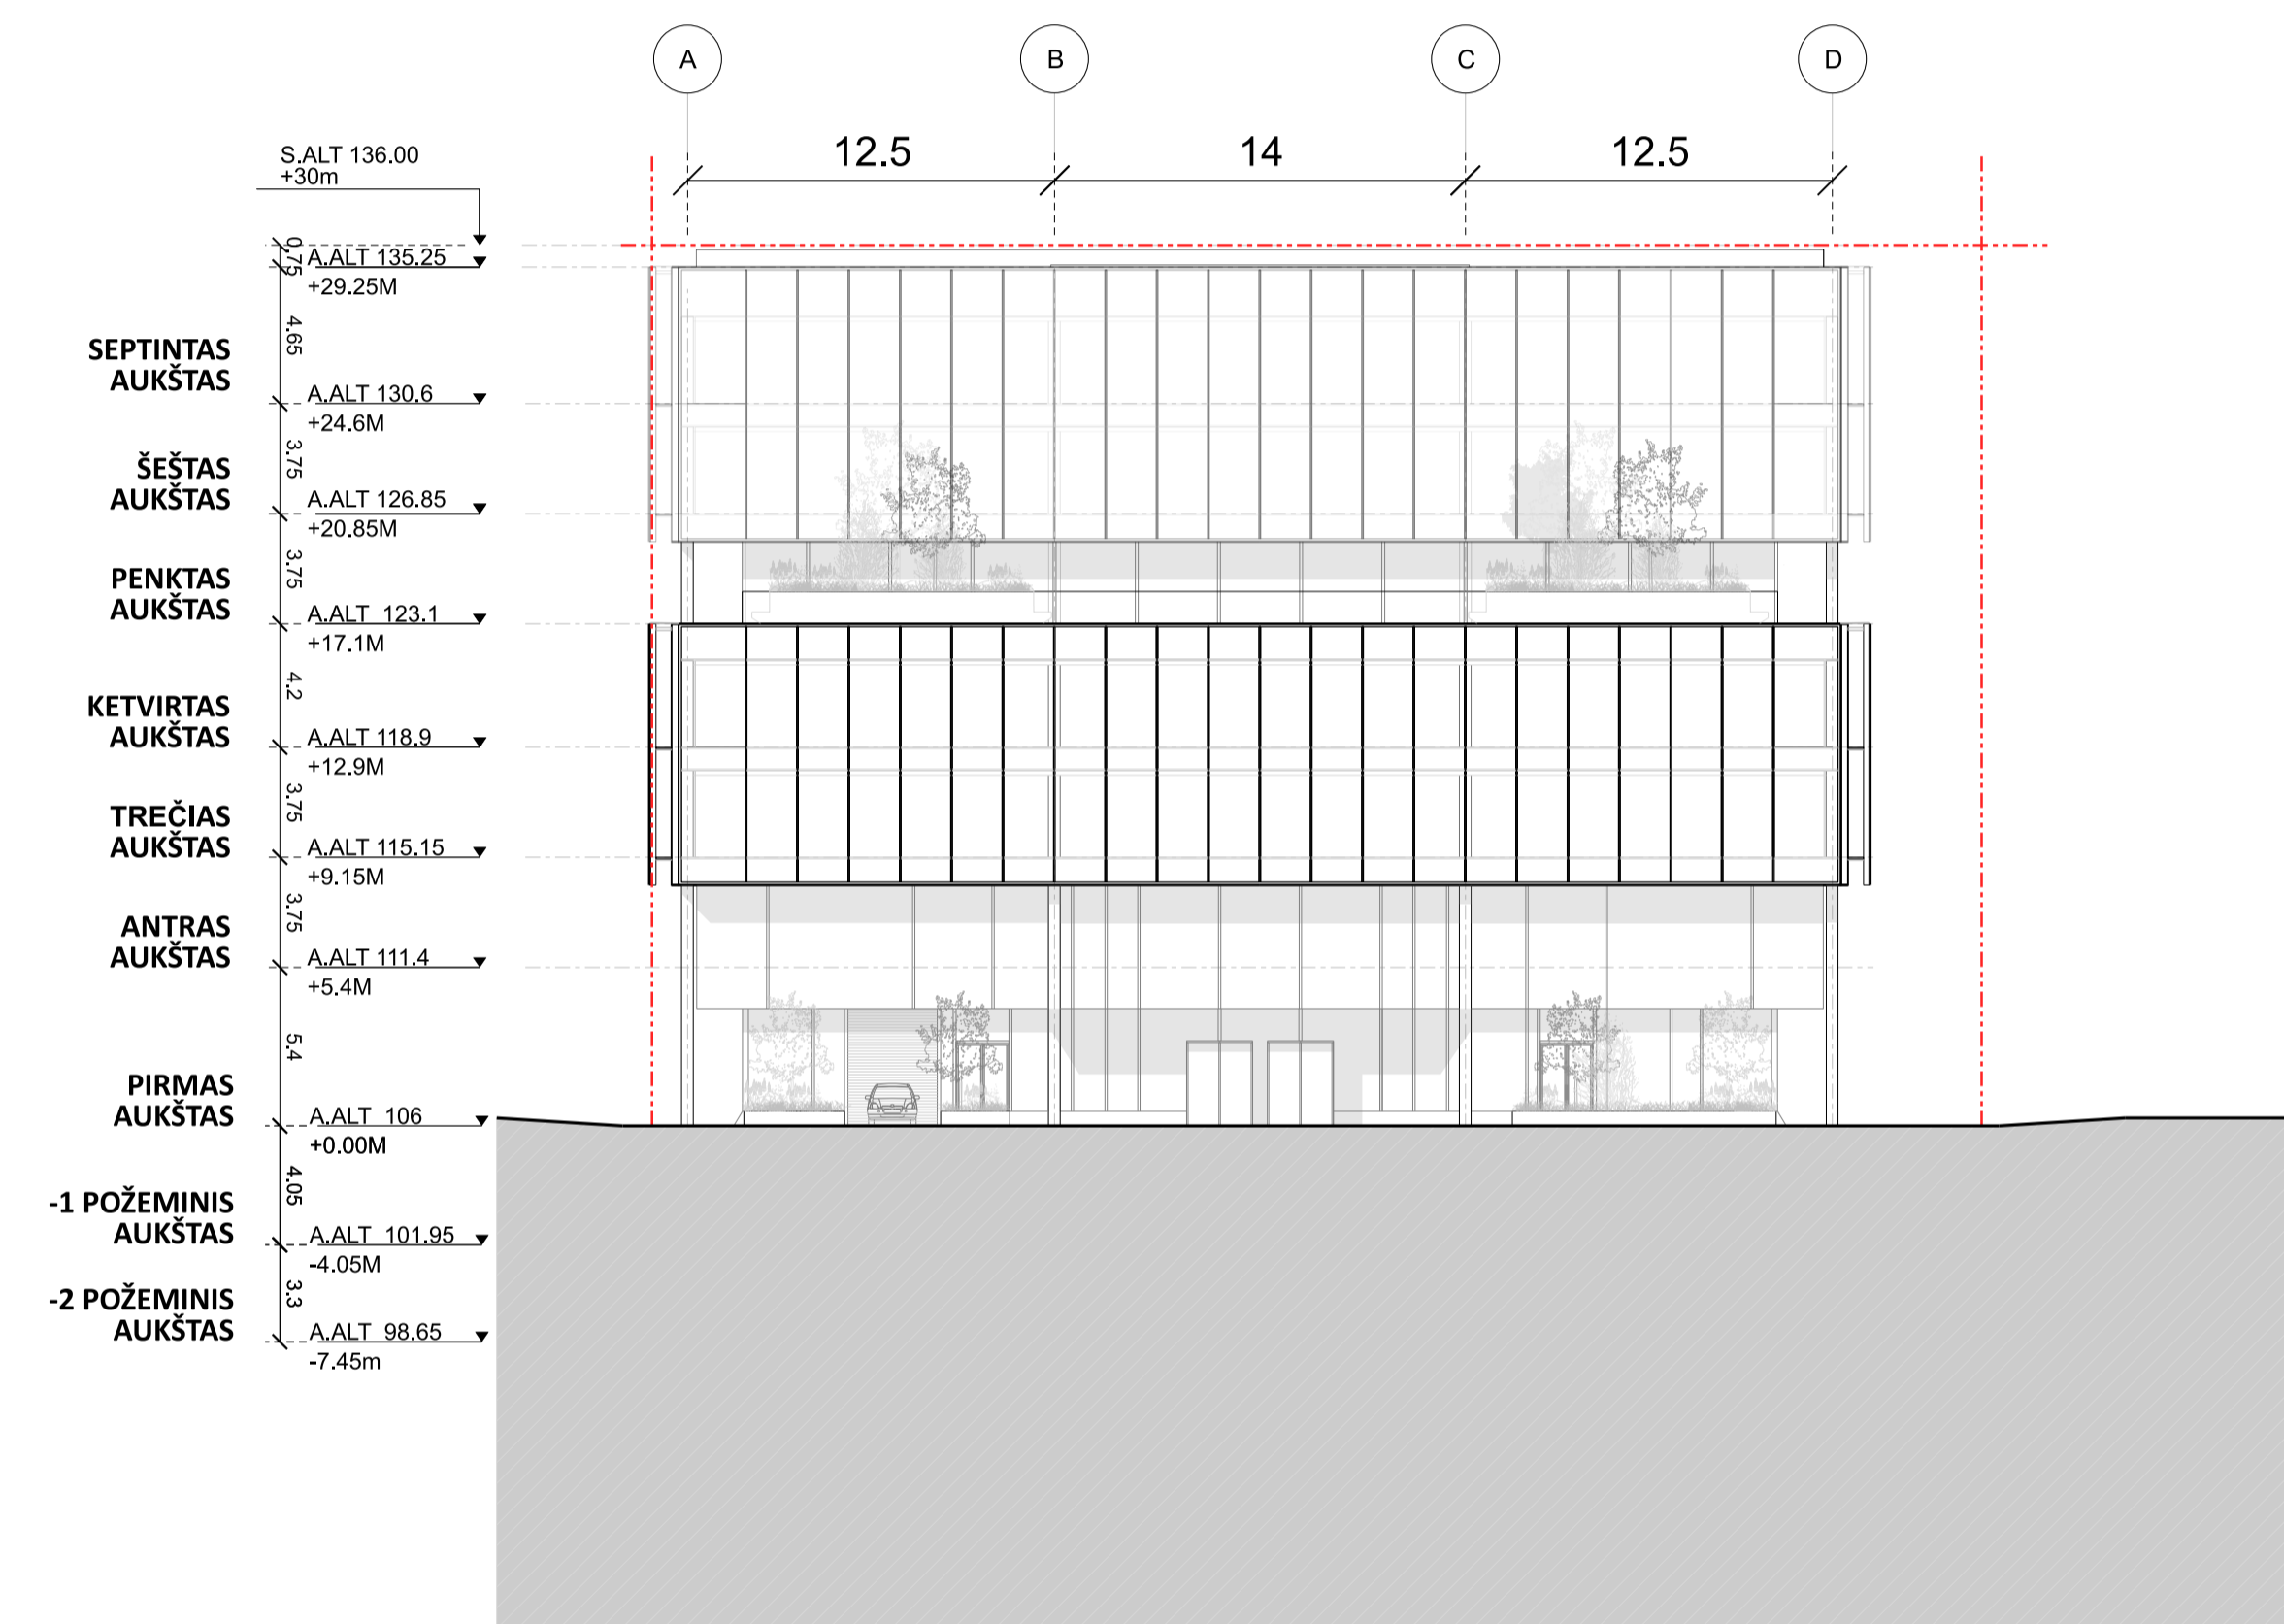 A
B
C
D
12.5
14
12.5
S.ALT 136.00
+30m
0.75
A.ALT 135.25
+29.25M
4.65
SEPTINTAS
AUKŠTAS
A.ALT 130.6
+24.6M
3.75
ŠEŠTAS
AUKŠTAS
A.ALT 126.85
+20.85M
3.75
PENKTAS
AUKŠTAS
A.ALT 123.1
+17.1M
4.2
KETVIRTAS
AUKŠTAS
A.ALT 118.9
+12.9M
3.75
TREČIAS
AUKŠTAS
A.ALT 115.15
+9.15M
3.75
ANTRAS
AUKŠTAS
A.ALT 111.4
+5.4M
5.4
PIRMAS
AUKŠTAS
A.ALT 106
+0.00M
4.05
-1 POŽEMINIS
AUKŠTAS
A.ALT 101.95
-4.05M
3.3
-2 POŽEMINIS
AUKŠTAS
A.ALT 98.65
-7.45m